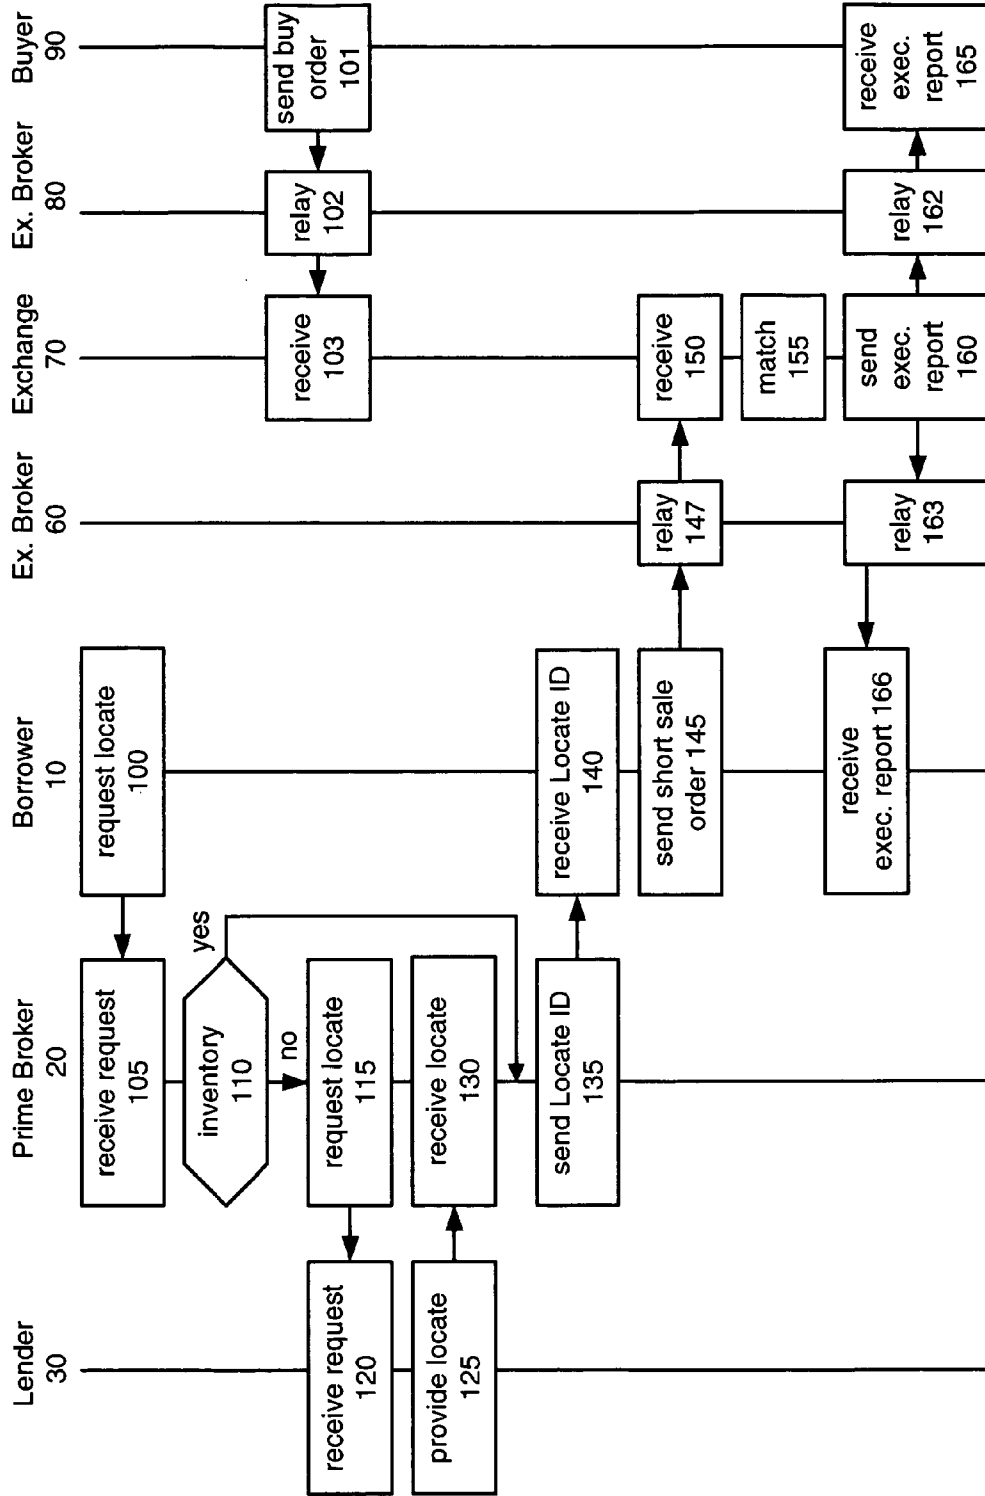 Lender
30
Prime Broker
20
Borrower
10
Ex. Broker
60
Exchange
70
Ex. Broker
80
Buyer
90
receive request
105
request locate
100
inventory
110
yes
no
receive
103
relay
102
send buy
order
101
receive request
120
request locate
115
provide locate
125
receive locate
130
send Locate ID
135
receive Locate ID
140
send short sale
order 145
relay
147
receive
150
match
155
receive
exec. report 166
relay
163
send
exec.
report
160
relay
162
receive
exec.
report
165